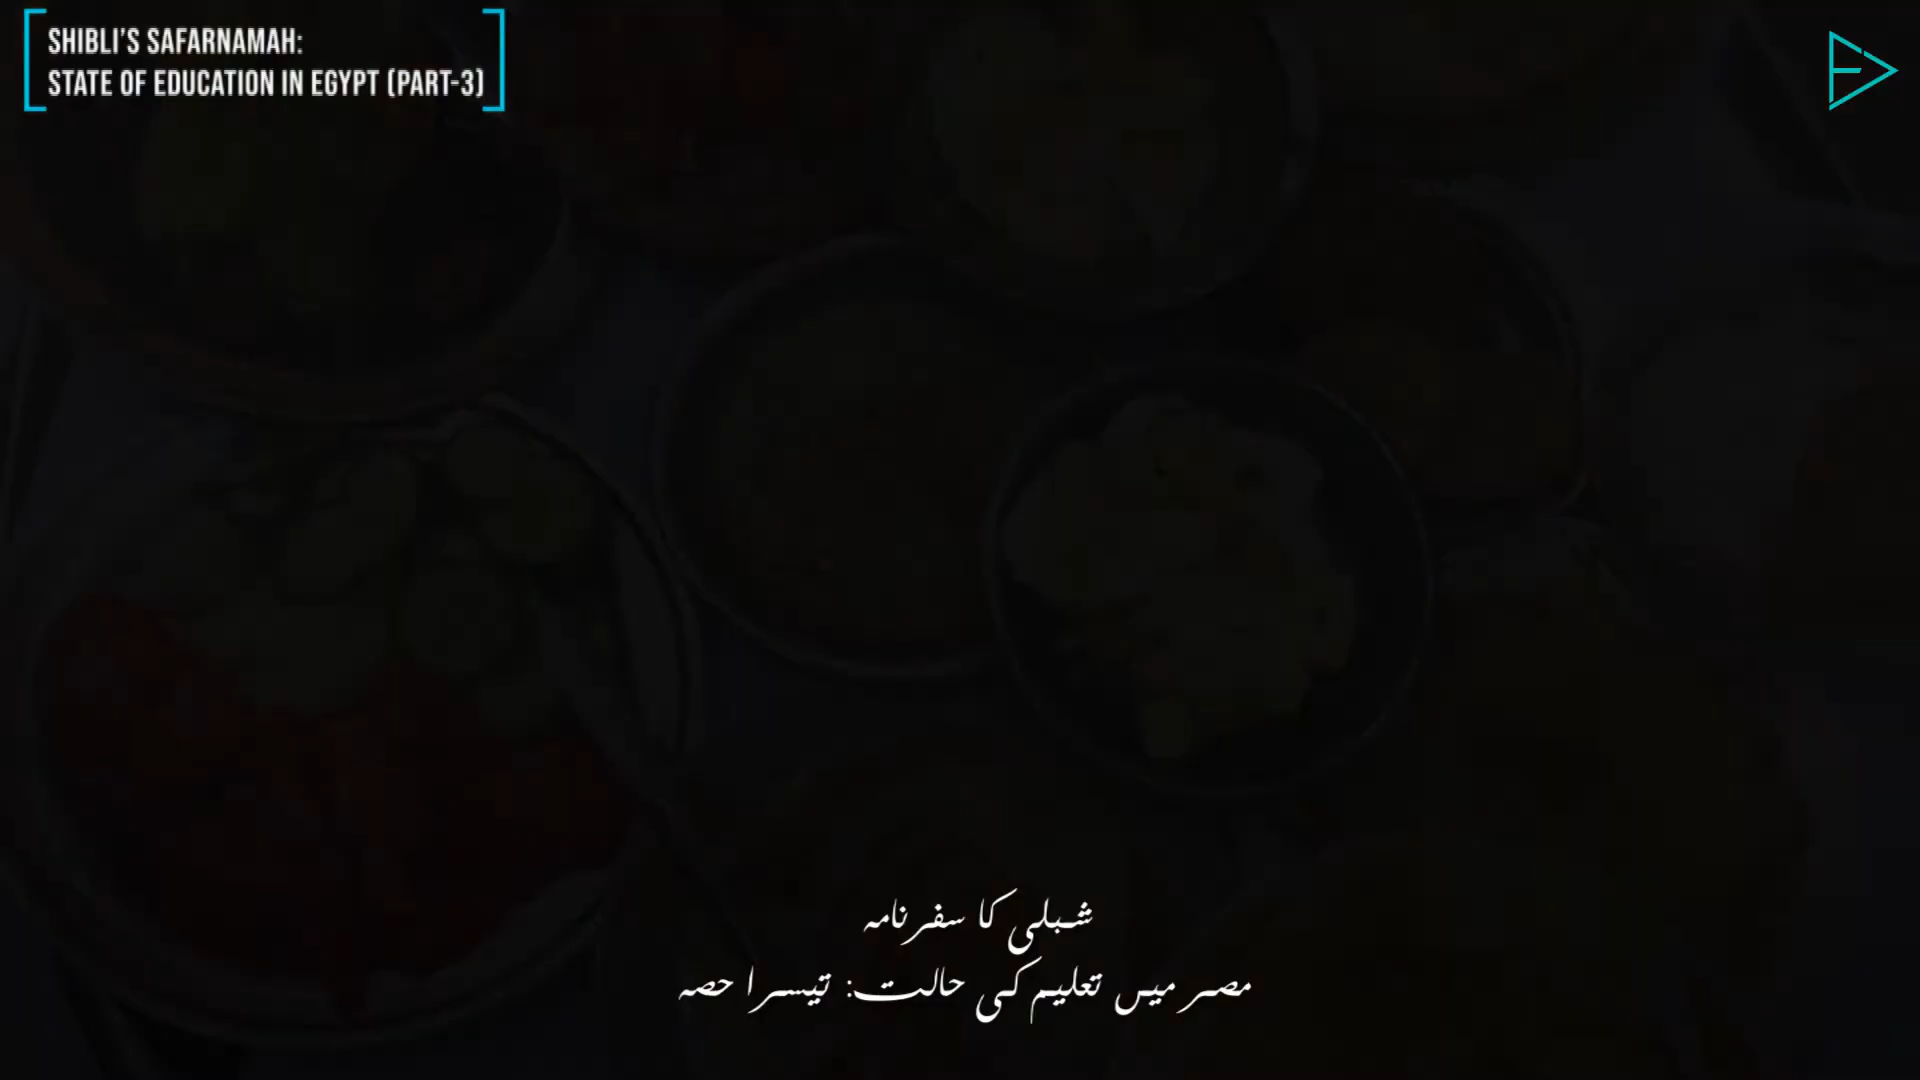 SHIBLI'S SAFARNAMAH:
STATE OF EDUCATION IN EGYPT (PART-3)
شبلی کا سفرنامہ
مصر میں تعلیم کی حالت: تیسرا حصہ